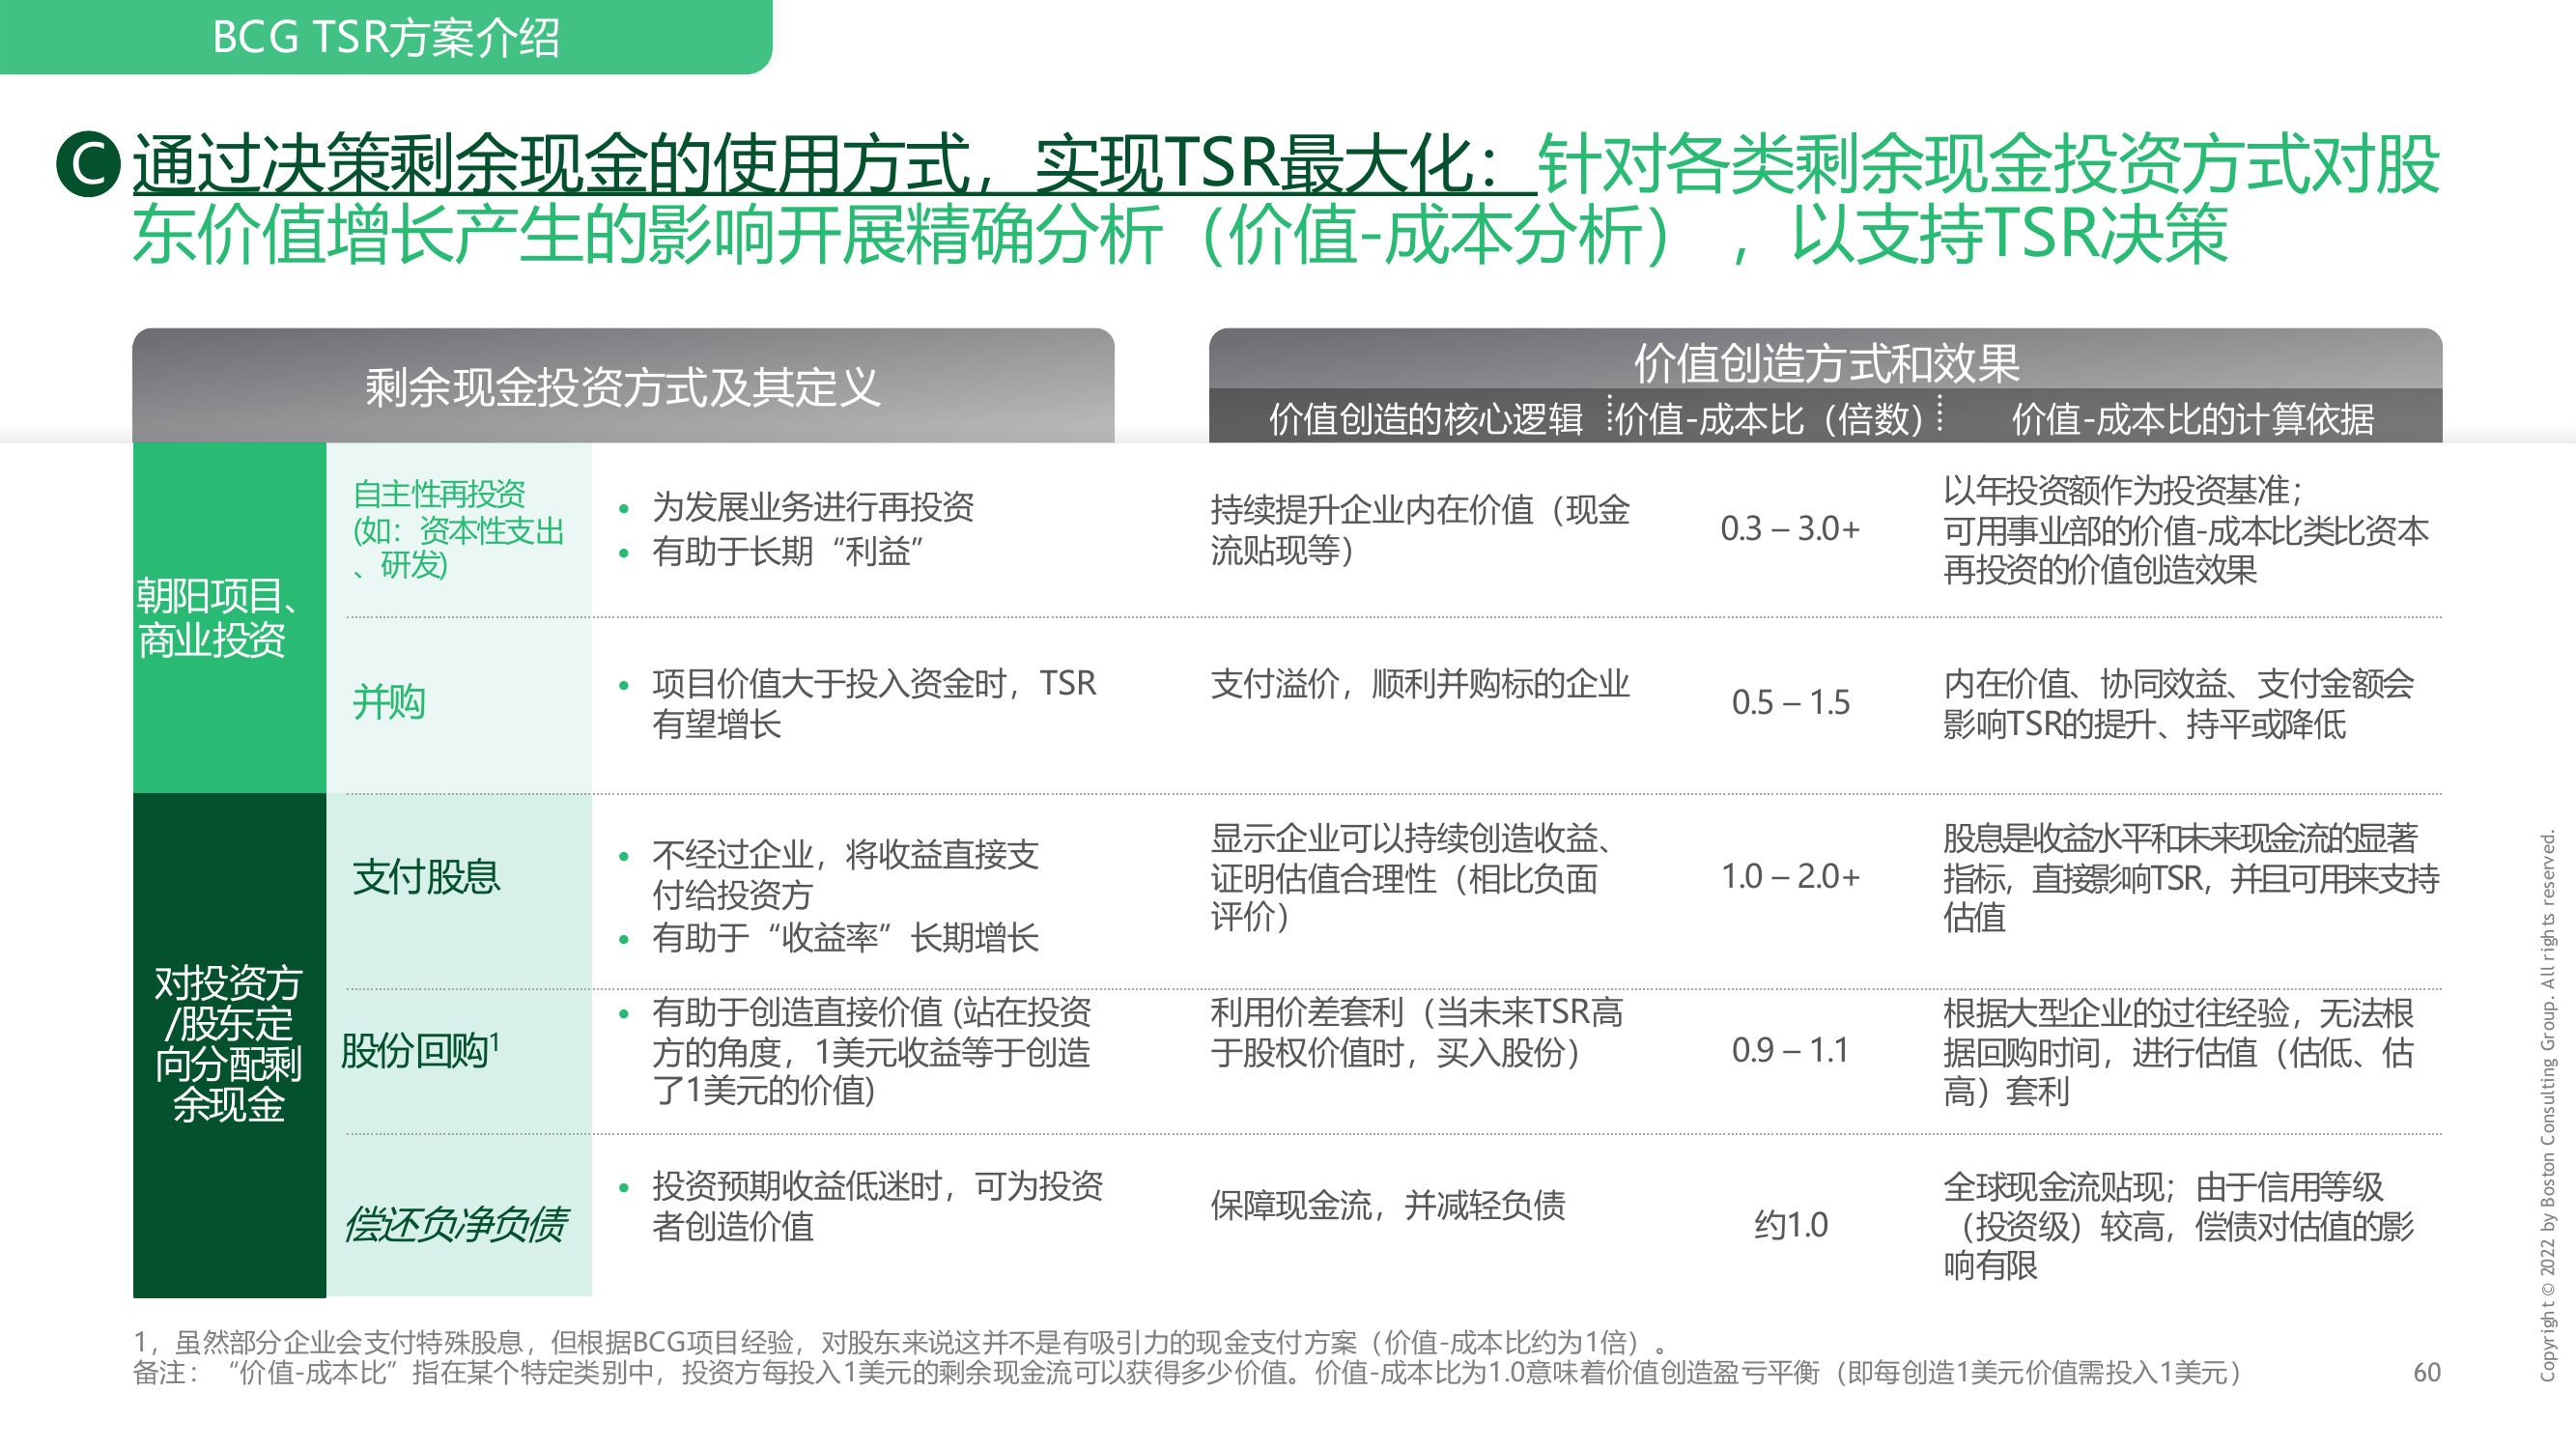 BCG TSR方案介绍
C
通过决策剩余现金的使用方式，实现TSR最大化：针对各类剩余现金投资方式对股
东价值增长产生的影响开展精确分析（价值-成本分析），以支持TSR决策
剩余现金投资方式及其定义
价值创造方式和效果
价值创造的核心逻辑
价值-成本比（倍数）
价值-成本比的计算依据
朝阳项目、
商业投资
自主性再投资
(如：资本性支出
、研发)
• 为发展业务进行再投资
• 有助于长期“利益”
持续提升企业内在价值（现金
流贴现等）
0.3 – 3.0+
以年投资额作为投资基准；
可用事业部的价值-成本比类比资本
再投资的价值创造效果
并购
• 项目价值大于投入资金时，TSR
有望增长
支付溢价，顺利并购标的企业
0.5 – 1.5
内在价值、协同效益、支付金额会
影响TSR的提升、持平或降低
对投资方
/股东定
向分配剩
余现金
支付股息
• 不经过企业，将收益直接支
付给投资方
• 有助于“收益率”长期增长
显示企业可以持续创造收益、
证明估值合理性（相比负面
评价）
1.0 – 2.0+
股息是收益水平和未来现金流的显著
指标，直接影响TSR，并且可用来支持
估值
股份回购1
• 有助于创造直接价值 (站在投资
方的角度，1美元收益等于创造
了1美元的价值)
利用价差套利（当未来TSR高
于股权价值时，买入股份）
0.9 – 1.1
根据大型企业的过往经验，无法根
据回购时间，进行估值（估低、估
高）套利
偿还负净负债
• 投资预期收益低迷时，可为投资
者创造价值
保障现金流，并减轻负债
约1.0
全球现金流贴现；由于信用等级
（投资级）较高，偿债对估值的影
响有限
1，虽然部分企业会支付特殊股息，但根据BCG项目经验，对股东来说这并不是有吸引力的现金支付方案（价值-成本比约为1倍）。
备注：“价值-成本比”指在某个特定类别中，投资方每投入1美元的剩余现金流可以获得多少价值。价值-成本比为1.0意味着价值创造盈亏平衡（即每创造1美元价值需投入1美元）
60
Copyright © 2022 by Boston Consulting Group. All rights reserved.